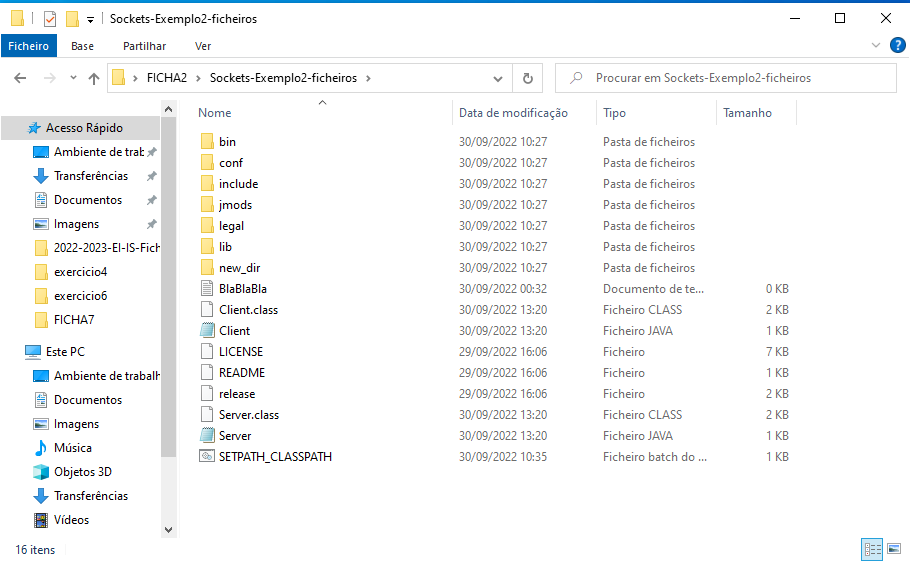 Sockets-Exemplo2-ficheiros
Ficheiro Base Partilhar Ver
FICHA2 Sockets-Exemplo2-ficheiros Procurar em Sockets-Exemplo2-ficheiros
Acesso Rápido
Ambiente de trat
Transferências
Documentos
Imagens
2022-2023-EI-IS-Fich
exercicio4
exercicio6
FICHA7
Este PC
Ambiente de trabalh
Documentos
Imagens
Música
Objetos 3D
Transferências
Vídeos
Nome Data de modificação Tipo Tamanho
bin 30/09/2022 10:27 Pasta de ficheiros
conf 30/09/2022 10:27 Pasta de ficheiros
include 30/09/2022 10:27 Pasta de ficheiros
jmods 30/09/2022 10:27 Pasta de ficheiros
legal 30/09/2022 10:27 Pasta de ficheiros
lib 30/09/2022 10:27 Pasta de ficheiros
new_dir 30/09/2022 10:27 Pasta de ficheiros
BlaBlaBla 30/09/2022 00:32 Documento de te... 0 KB
Client.class 30/09/2022 13:20 Ficheiro CLASS 2 KB
Client 30/09/2022 13:20 Ficheiro JAVA 1 KB
LICENSE 29/09/2022 16:06 Ficheiro 7 KB
README 29/09/2022 16:06 Ficheiro 1 KB
release 29/09/2022 16:06 Ficheiro 2 KB
Server.class 30/09/2022 13:20 Ficheiro CLASS 2 KB
Server 30/09/2022 13:20 Ficheiro JAVA 1 KB
SETPATH_CLASSPATH 30/09/2022 10:35 Ficheiro batch do ... 1 KB
16 itens